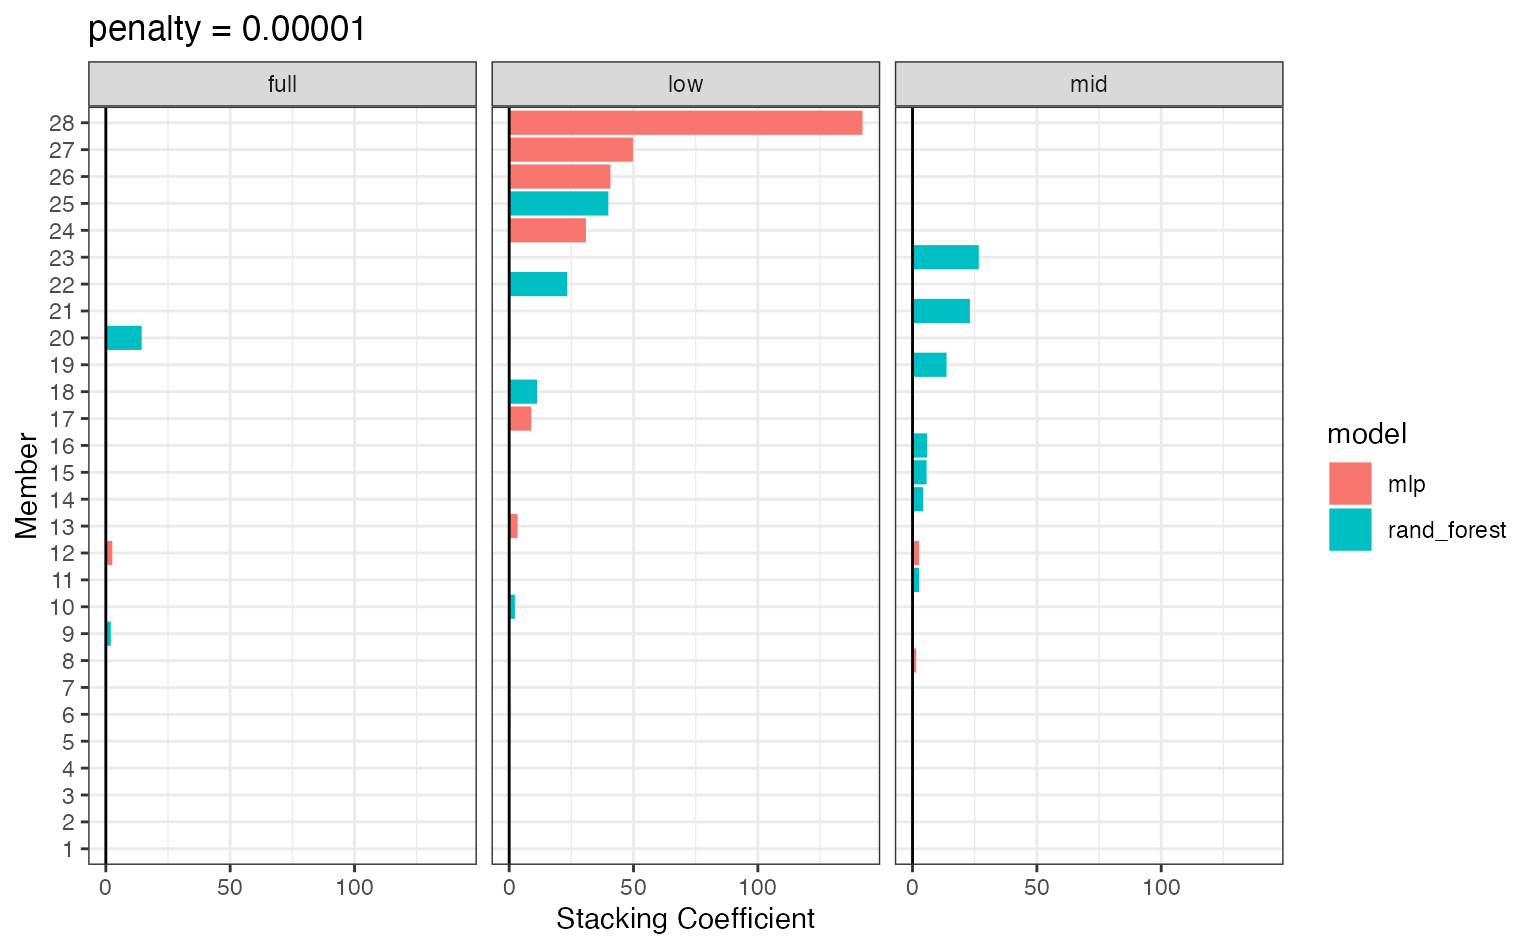 penalty = 0.00001
full
low
mid
28
27
26
25
24
23
22
21
20
19
18
17
16
15
14
13
12
11
10
9
8
7
6
5
4
3
2
1
Member
0 50 100
0 50 100
0 50 100
Stacking Coefficient
model
mlp
rand_forest